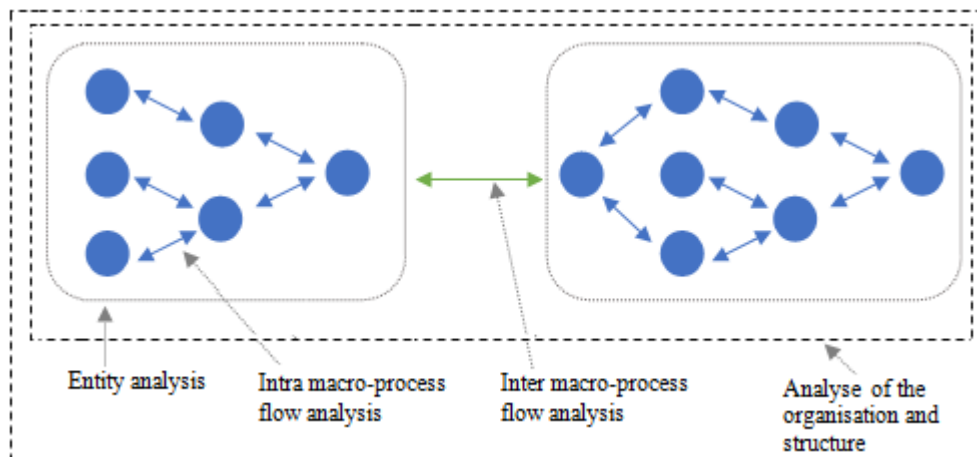 Entity analysis
Intra macro-process
flow analysis
Inter macro-process
flow analysis
Analyse of the
organisation and
structure